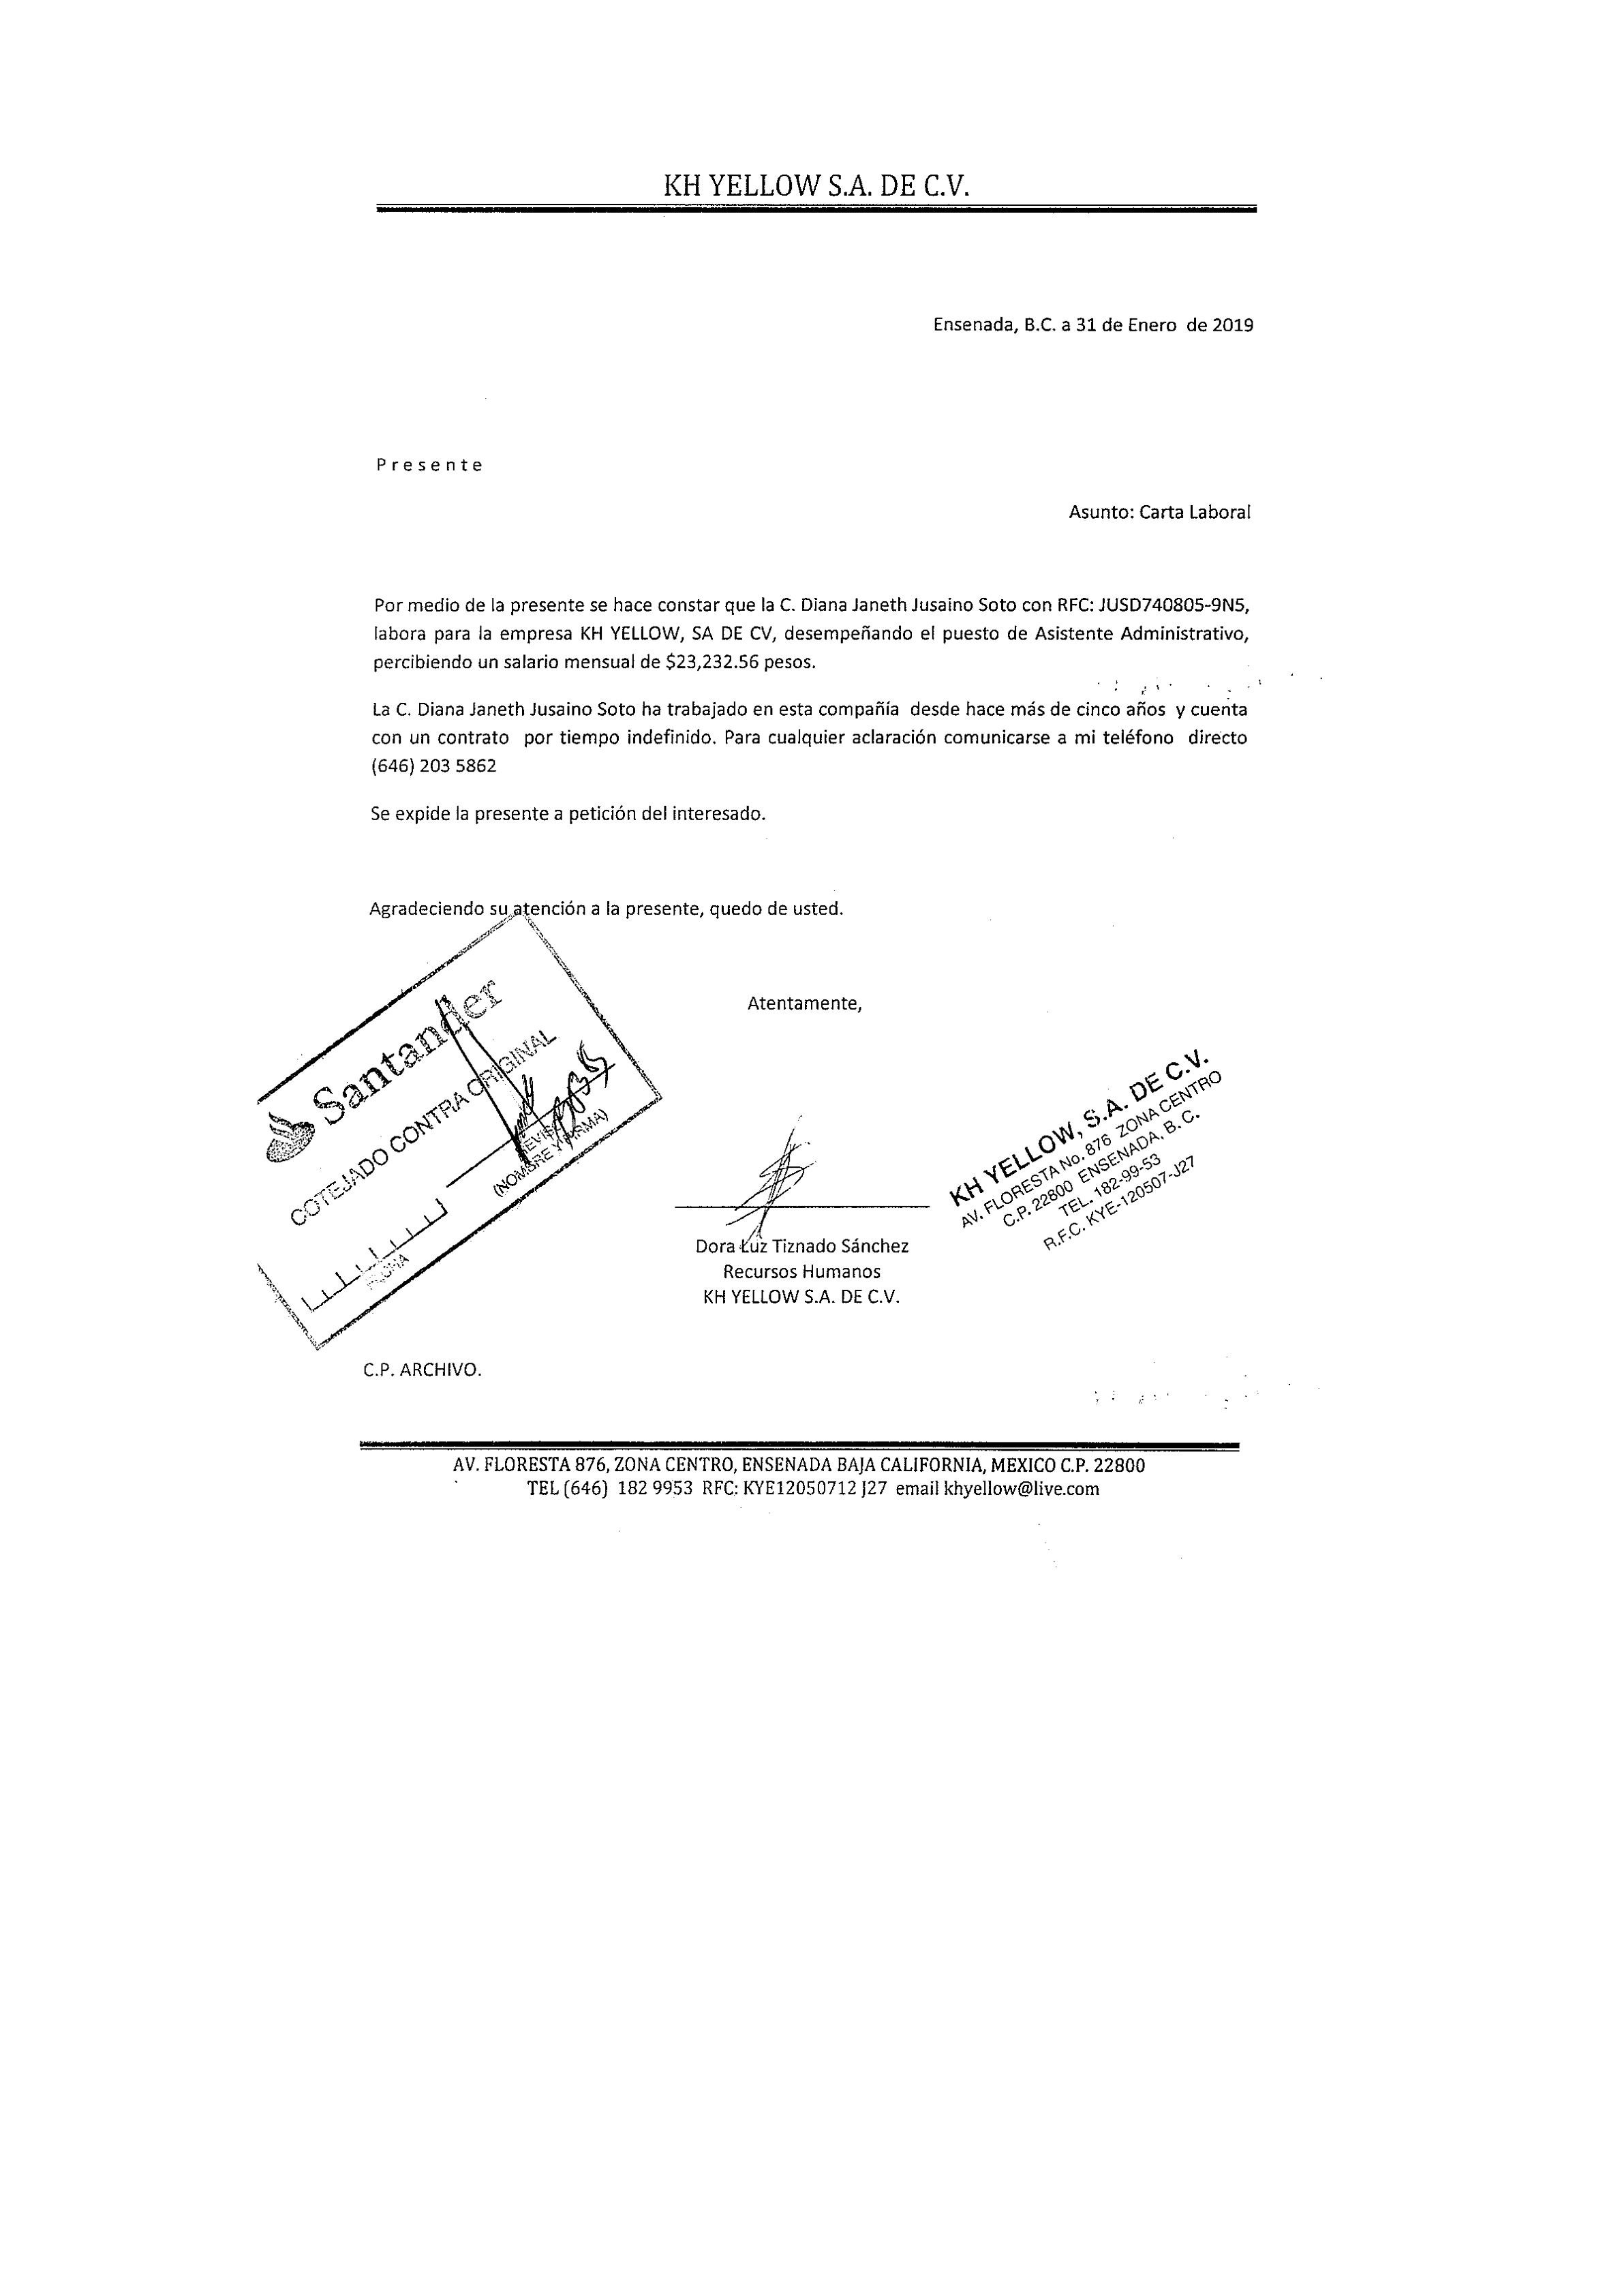 KH YELLOW S.A. DE C.V.
Ensenada, B.C. a 31 de Enero de 2019
Presente
Asunto: Carta Laboral
Por medio de la presente se hace constar que la C. Diana Janeth Jusaino Soto con RFC: JUSD740805-9N5,
labora para la empresa KH YELLOW, SA DE CV, desempeñando el puesto de Asistente Administrativo,
percibiendo un salario mensual de $23,232.56 pesos.
La C. Diana Janeth Jusaino Soto ha trabajado en esta compañía desde hace más de cinco años y cuenta
con un contrato por tiempo indefinido. Para cualquier aclaración comunicarse a mi teléfono directo
(646) 203 5862
Se expide la presente a petición del interesado.
Agradeciendo su atención a la presente, quedo de usted.
Atentamente,
Santander
COTEJADO CONTRA ORIGINAL
(NOMBRE Y FIRMA)
FECHA
KH YELLOW, S.A. DE C.V.
AV. FLORESTA No. 876 ZONA CENTRO
C.P. 22800 ENSENADA, B. C.
TEL. 182-99-53
R.F.C. KYE-120507-J27
Dora Luz Tiznado Sánchez
Recursos Humanos
KH YELLOW S.A. DE C.V.
C.P. ARCHIVO.
AV. FLORESTA 876, ZONA CENTRO, ENSENADA BAJA CALIFORNIA, MEXICO C.P. 22800
TEL (646) 182 9953 RFC: KYE12050712 J27 email khyellow@live.com